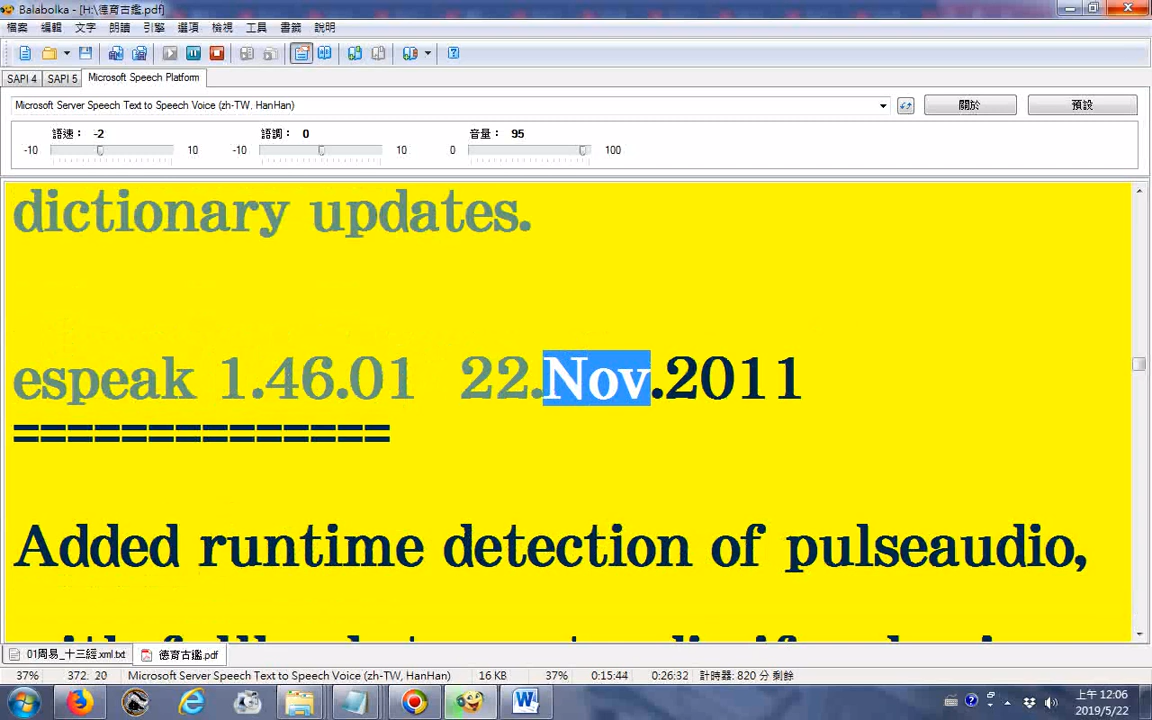 Balabolka - [H:\德育古鑑.pdf]
檔案 編輯 文字 朗讀 引擎 選項 檢視 工具 書籤 說明
SAPI 4 SAPI 5 Microsoft Speech Platform
Microsoft Server Speech Text to Speech Voice (zh-TW, HanHan) 關於 預設
語速： -2 語調： 0 音量： 95
-10 10 -10 10 0 100
dictionary updates.
espeak 1.46.01 22.Nov.2011
==============
Added runtime detection of pulseaudio,
01周易_十三經.xml.txt 德育古鑑.pdf
37% 372. 20 Microsoft Server Speech Text to Speech Voice (zh-TW, HanHan) 16 KB 37% 0:15:44 0:26:32 計時器: 820 分 剩餘
上午 12:06
2019/5/22